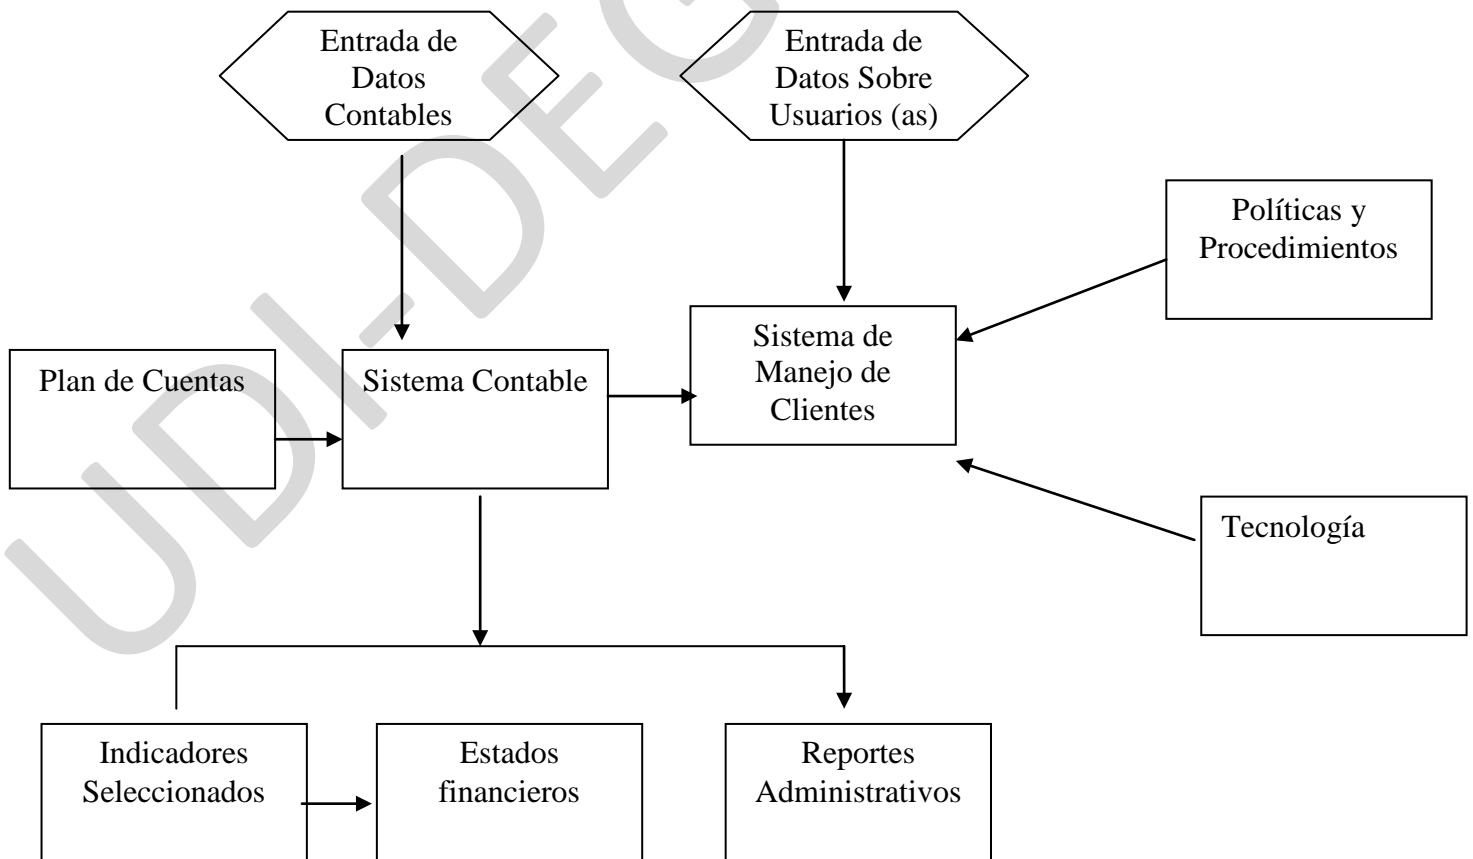 Entrada de
Datos
Contables
Entrada de
Datos Sobre
Usuarios (as)
Políticas y
Procedimientos
Plan de Cuentas
Sistema Contable
Sistema de
Manejo de
Clientes
Tecnología
Indicadores
Seleccionados
Estados
financieros
Reportes
Administrativos
UDI-DEG